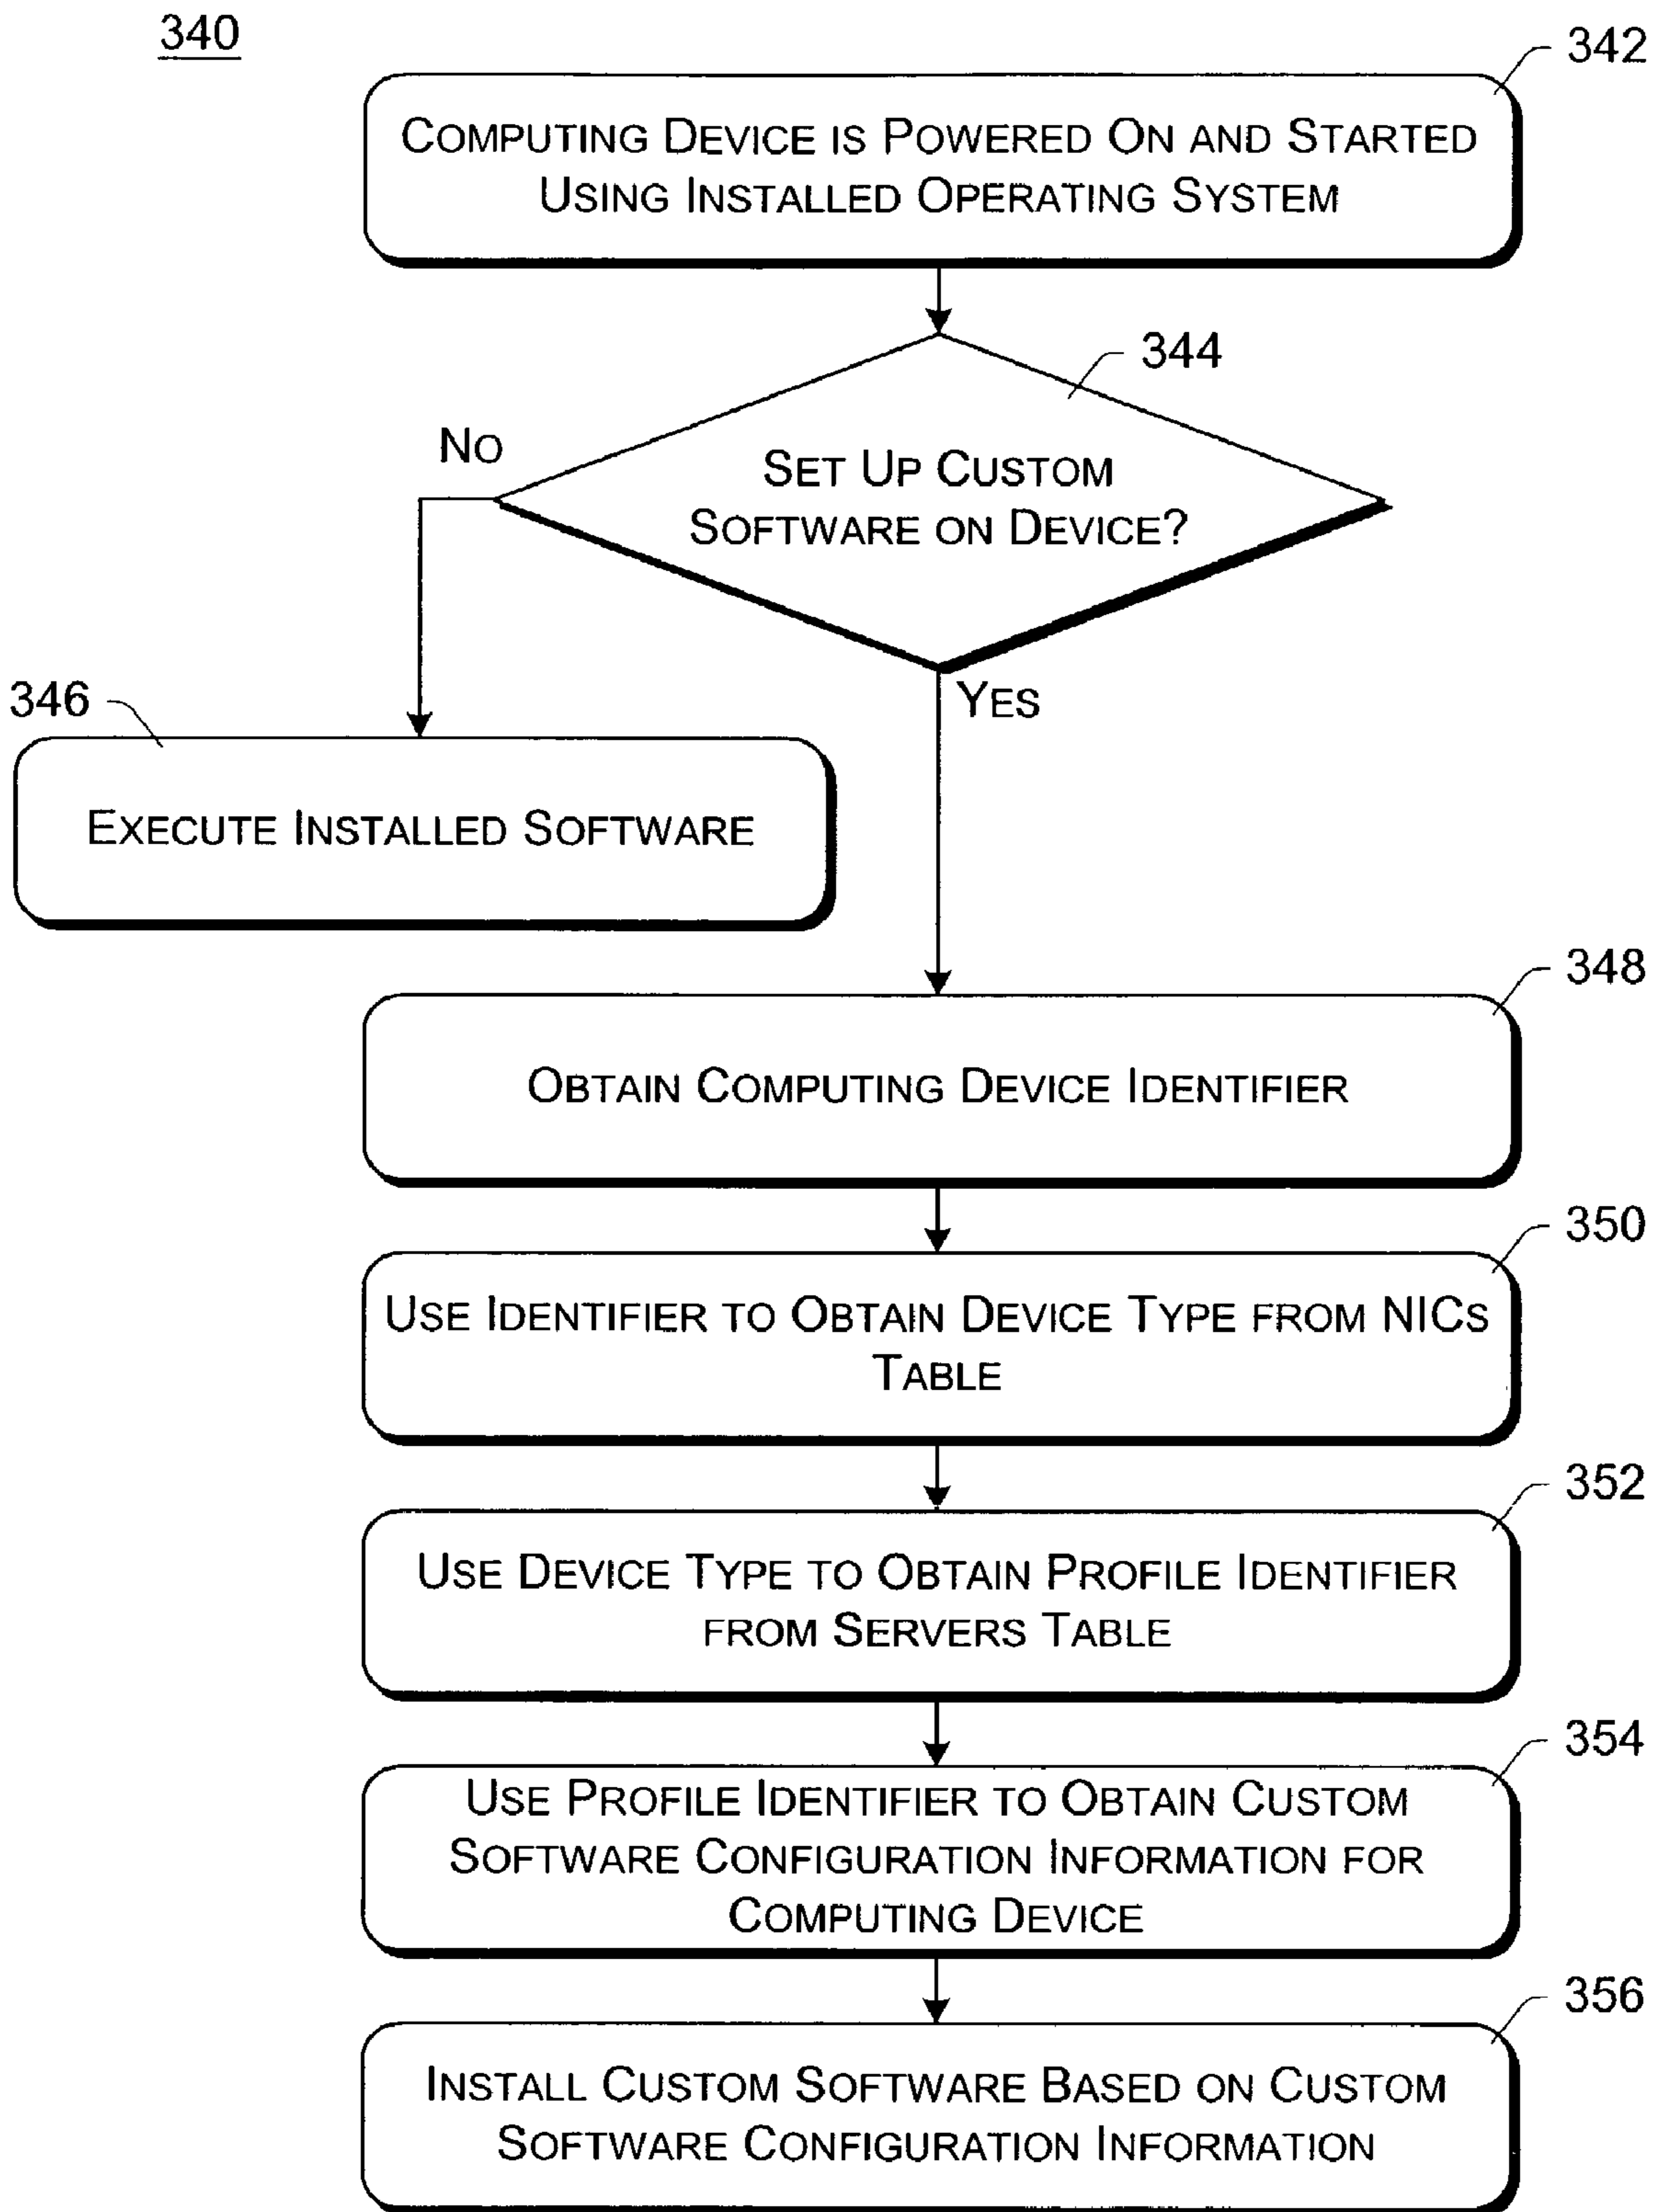 340
342
COMPUTING DEVICE IS POWERED ON AND STARTED
USING INSTALLED OPERATING SYSTEM
344
NO
SET UP CUSTOM
SOFTWARE ON DEVICE?
346
YES
EXECUTE INSTALLED SOFTWARE
348
OBTAIN COMPUTING DEVICE IDENTIFIER
350
USE IDENTIFIER TO OBTAIN DEVICE TYPE FROM NICS
TABLE
352
USE DEVICE TYPE TO OBTAIN PROFILE IDENTIFIER
FROM SERVERS TABLE
354
USE PROFILE IDENTIFIER TO OBTAIN CUSTOM
SOFTWARE CONFIGURATION INFORMATION FOR
COMPUTING DEVICE
356
INSTALL CUSTOM SOFTWARE BASED ON CUSTOM
SOFTWARE CONFIGURATION INFORMATION